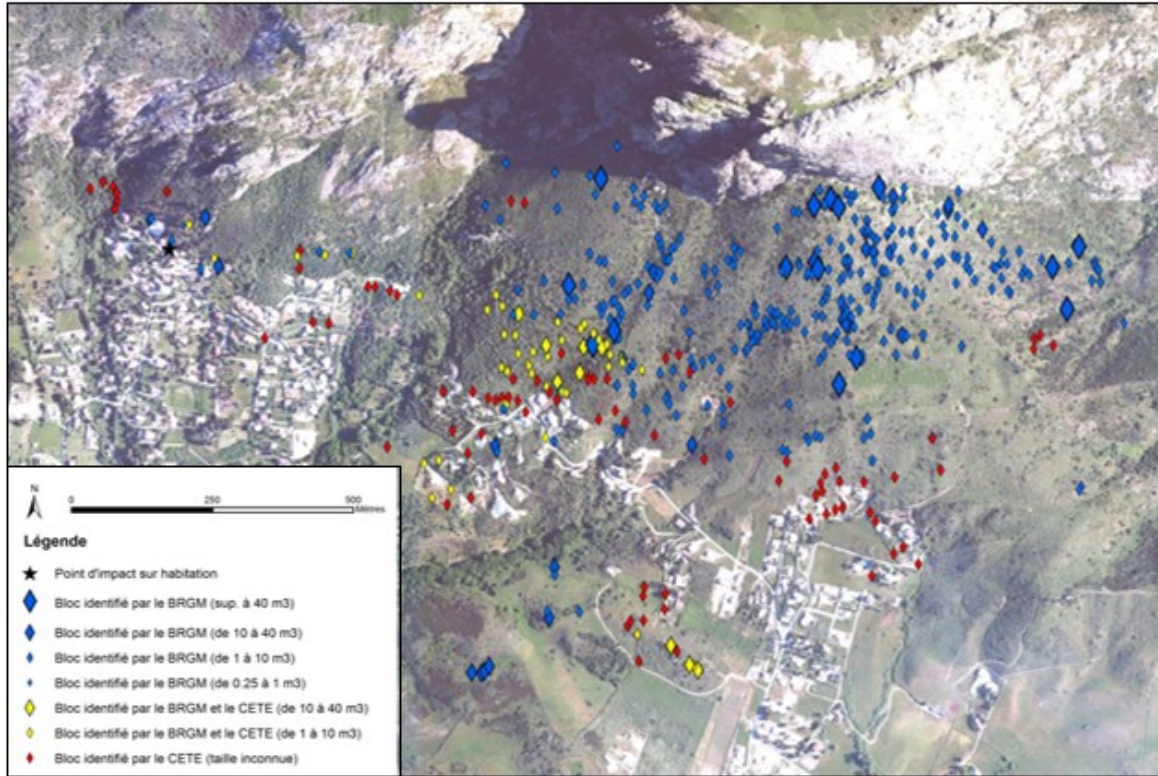 N
0 250 500
Mètres
Légende
Point d'impact sur habitation
Bloc identifié par le BRGM (sup. à 40 m3)
Bloc identifié par le BRGM (de 10 à 40 m3)
Bloc identifié par le BRGM (de 1 à 10 m3)
Bloc identifié par le BRGM (de 0.25 à 1 m3)
Bloc identifié par le BRGM et le CETE (de 10 à 40 m3)
Bloc identifié par le BRGM et le CETE (de 1 à 10 m3)
Bloc identifié par le CETE (taille inconnue)